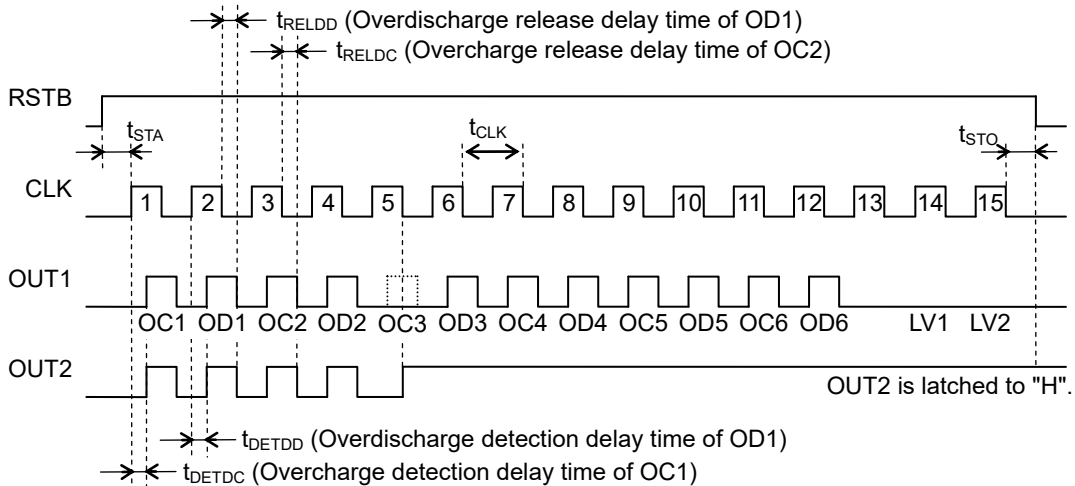 tRELDD (Overdischarge release delay time of OD1)
tRELDC (Overcharge release delay time of OC2)
RSTB
tSTA
tCLK
tSTO
CLK
1 2 3 4 5 6 7 8 9 10 11 12 13 14 15
OUT1
OC1 OD1 OC2 OD2 OC3 OD3 OC4 OD4 OC5 OD5 OC6 OD6 LV1 LV2
OUT2
OUT2 is latched to "H".
tDETDD (Overdischarge detection delay time of OD1)
tDETDC (Overcharge detection delay time of OC1)